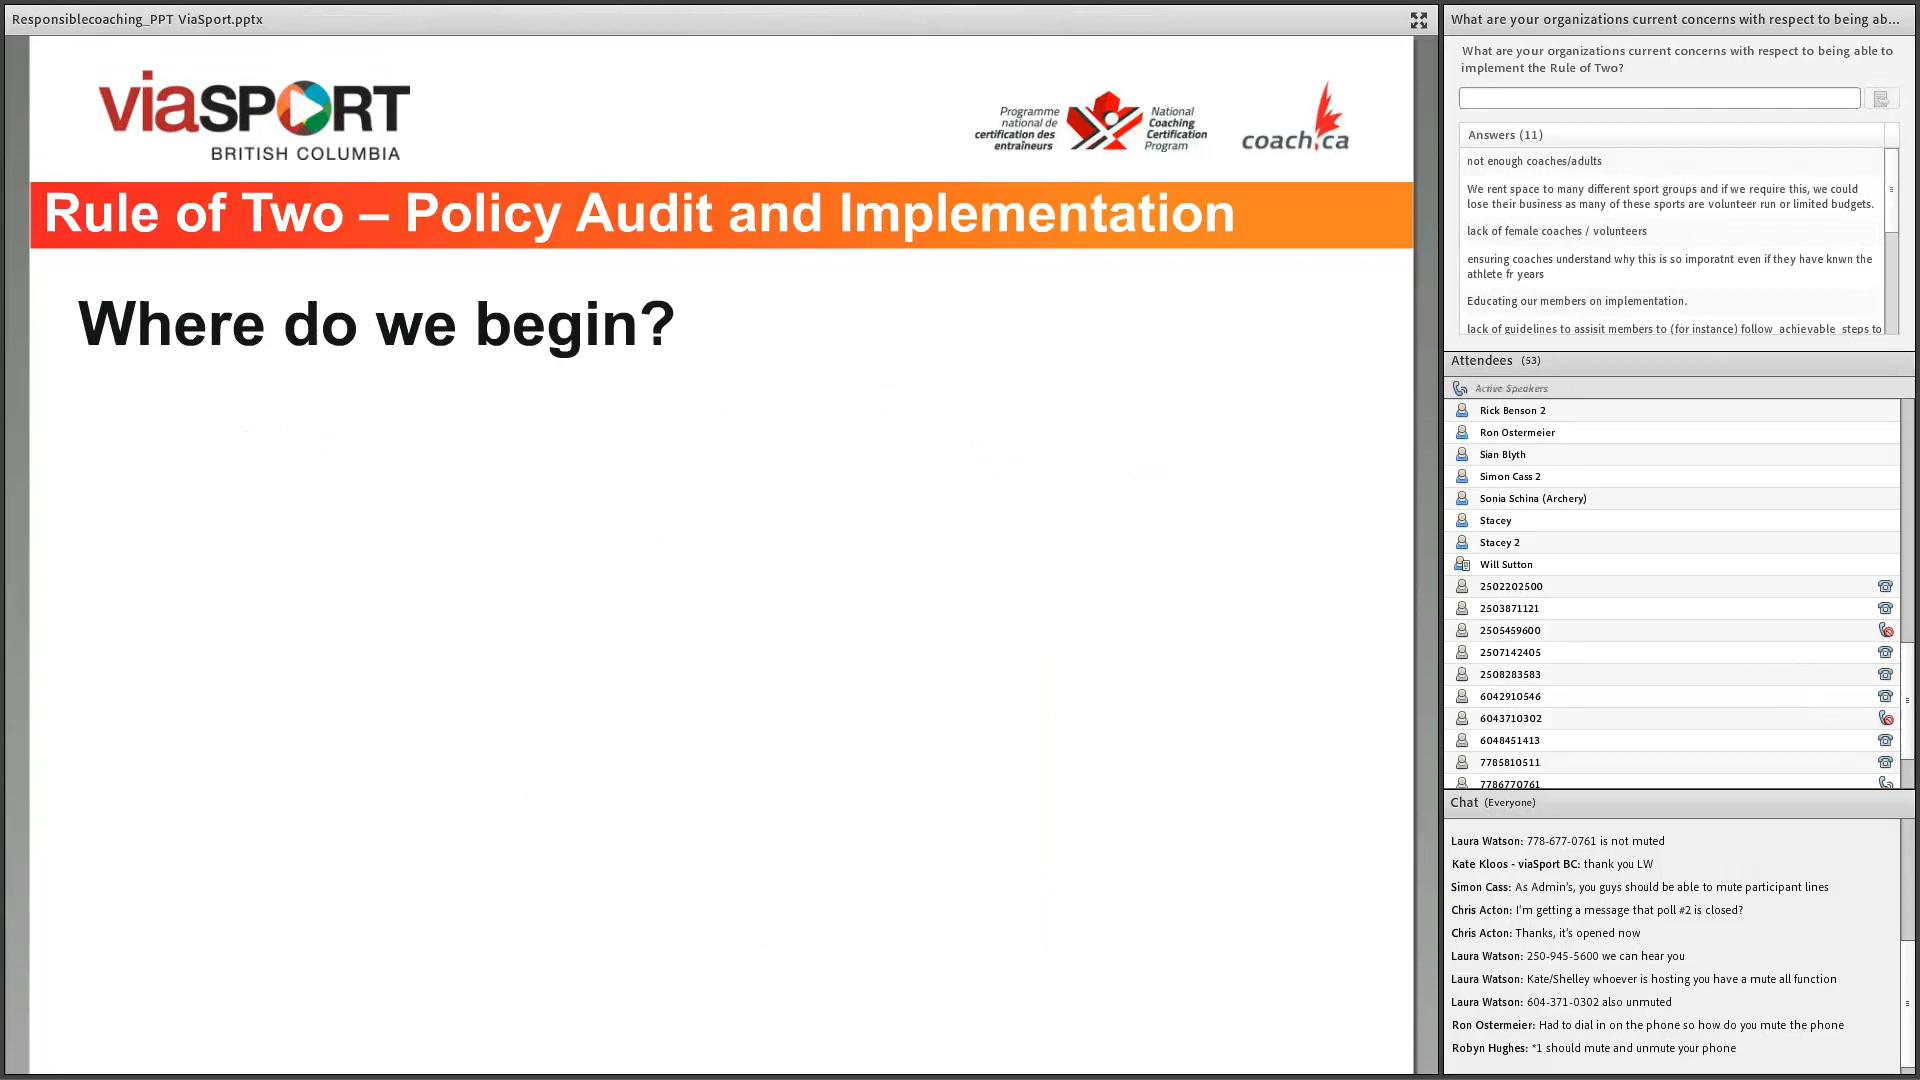 Responsiblecoaching_PPT ViaSport.pptx
viaSPORT
BRITISH COLUMBIA
Programme
national de
certification des
entraîneurs
National
Coaching
Certification
Program
coach.ca
Rule of Two – Policy Audit and Implementation
Where do we begin?
What are your organizations current concerns with respect to being ab...
What are your organizations current concerns with respect to being able to
implement the Rule of Two?
Answers (11)
not enough coaches/adults
We rent space to many different sport groups and if we require this, we could
lose their business as many of these sports are volunteer run or limited budgets.
lack of female coaches / volunteers
ensuring coaches understand why this is so imporatnt even if they have knwn the
athlete fr years
Educating our members on implementation.
lack of guidelines to assisit members to (for instance) follow achievable steps to
Attendees (53)
Active Speakers
Rick Benson 2
Ron Ostermeier
Sian Blyth
Simon Cass 2
Sonia Schina (Archery)
Stacey
Stacey 2
Will Sutton
2502202500
2503871121
2505459600
2507142405
2508283583
6042910546
6043710302
6048451413
7785810511
7786770761
Chat (Everyone)
Laura Watson: 778-677-0761 is not muted
Kate Kloos - viaSport BC: thank you LW
Simon Cass: As Admin's, you guys should be able to mute participant lines
Chris Acton: I'm getting a message that poll #2 is closed?
Chris Acton: Thanks, it's opened now
Laura Watson: 250-945-5600 we can hear you
Laura Watson: Kate/Shelley whoever is hosting you have a mute all function
Laura Watson: 604-371-0302 also unmuted
Ron Ostermeier: Had to dial in on the phone so how do you mute the phone
Robyn Hughes: *1 should mute and unmute your phone